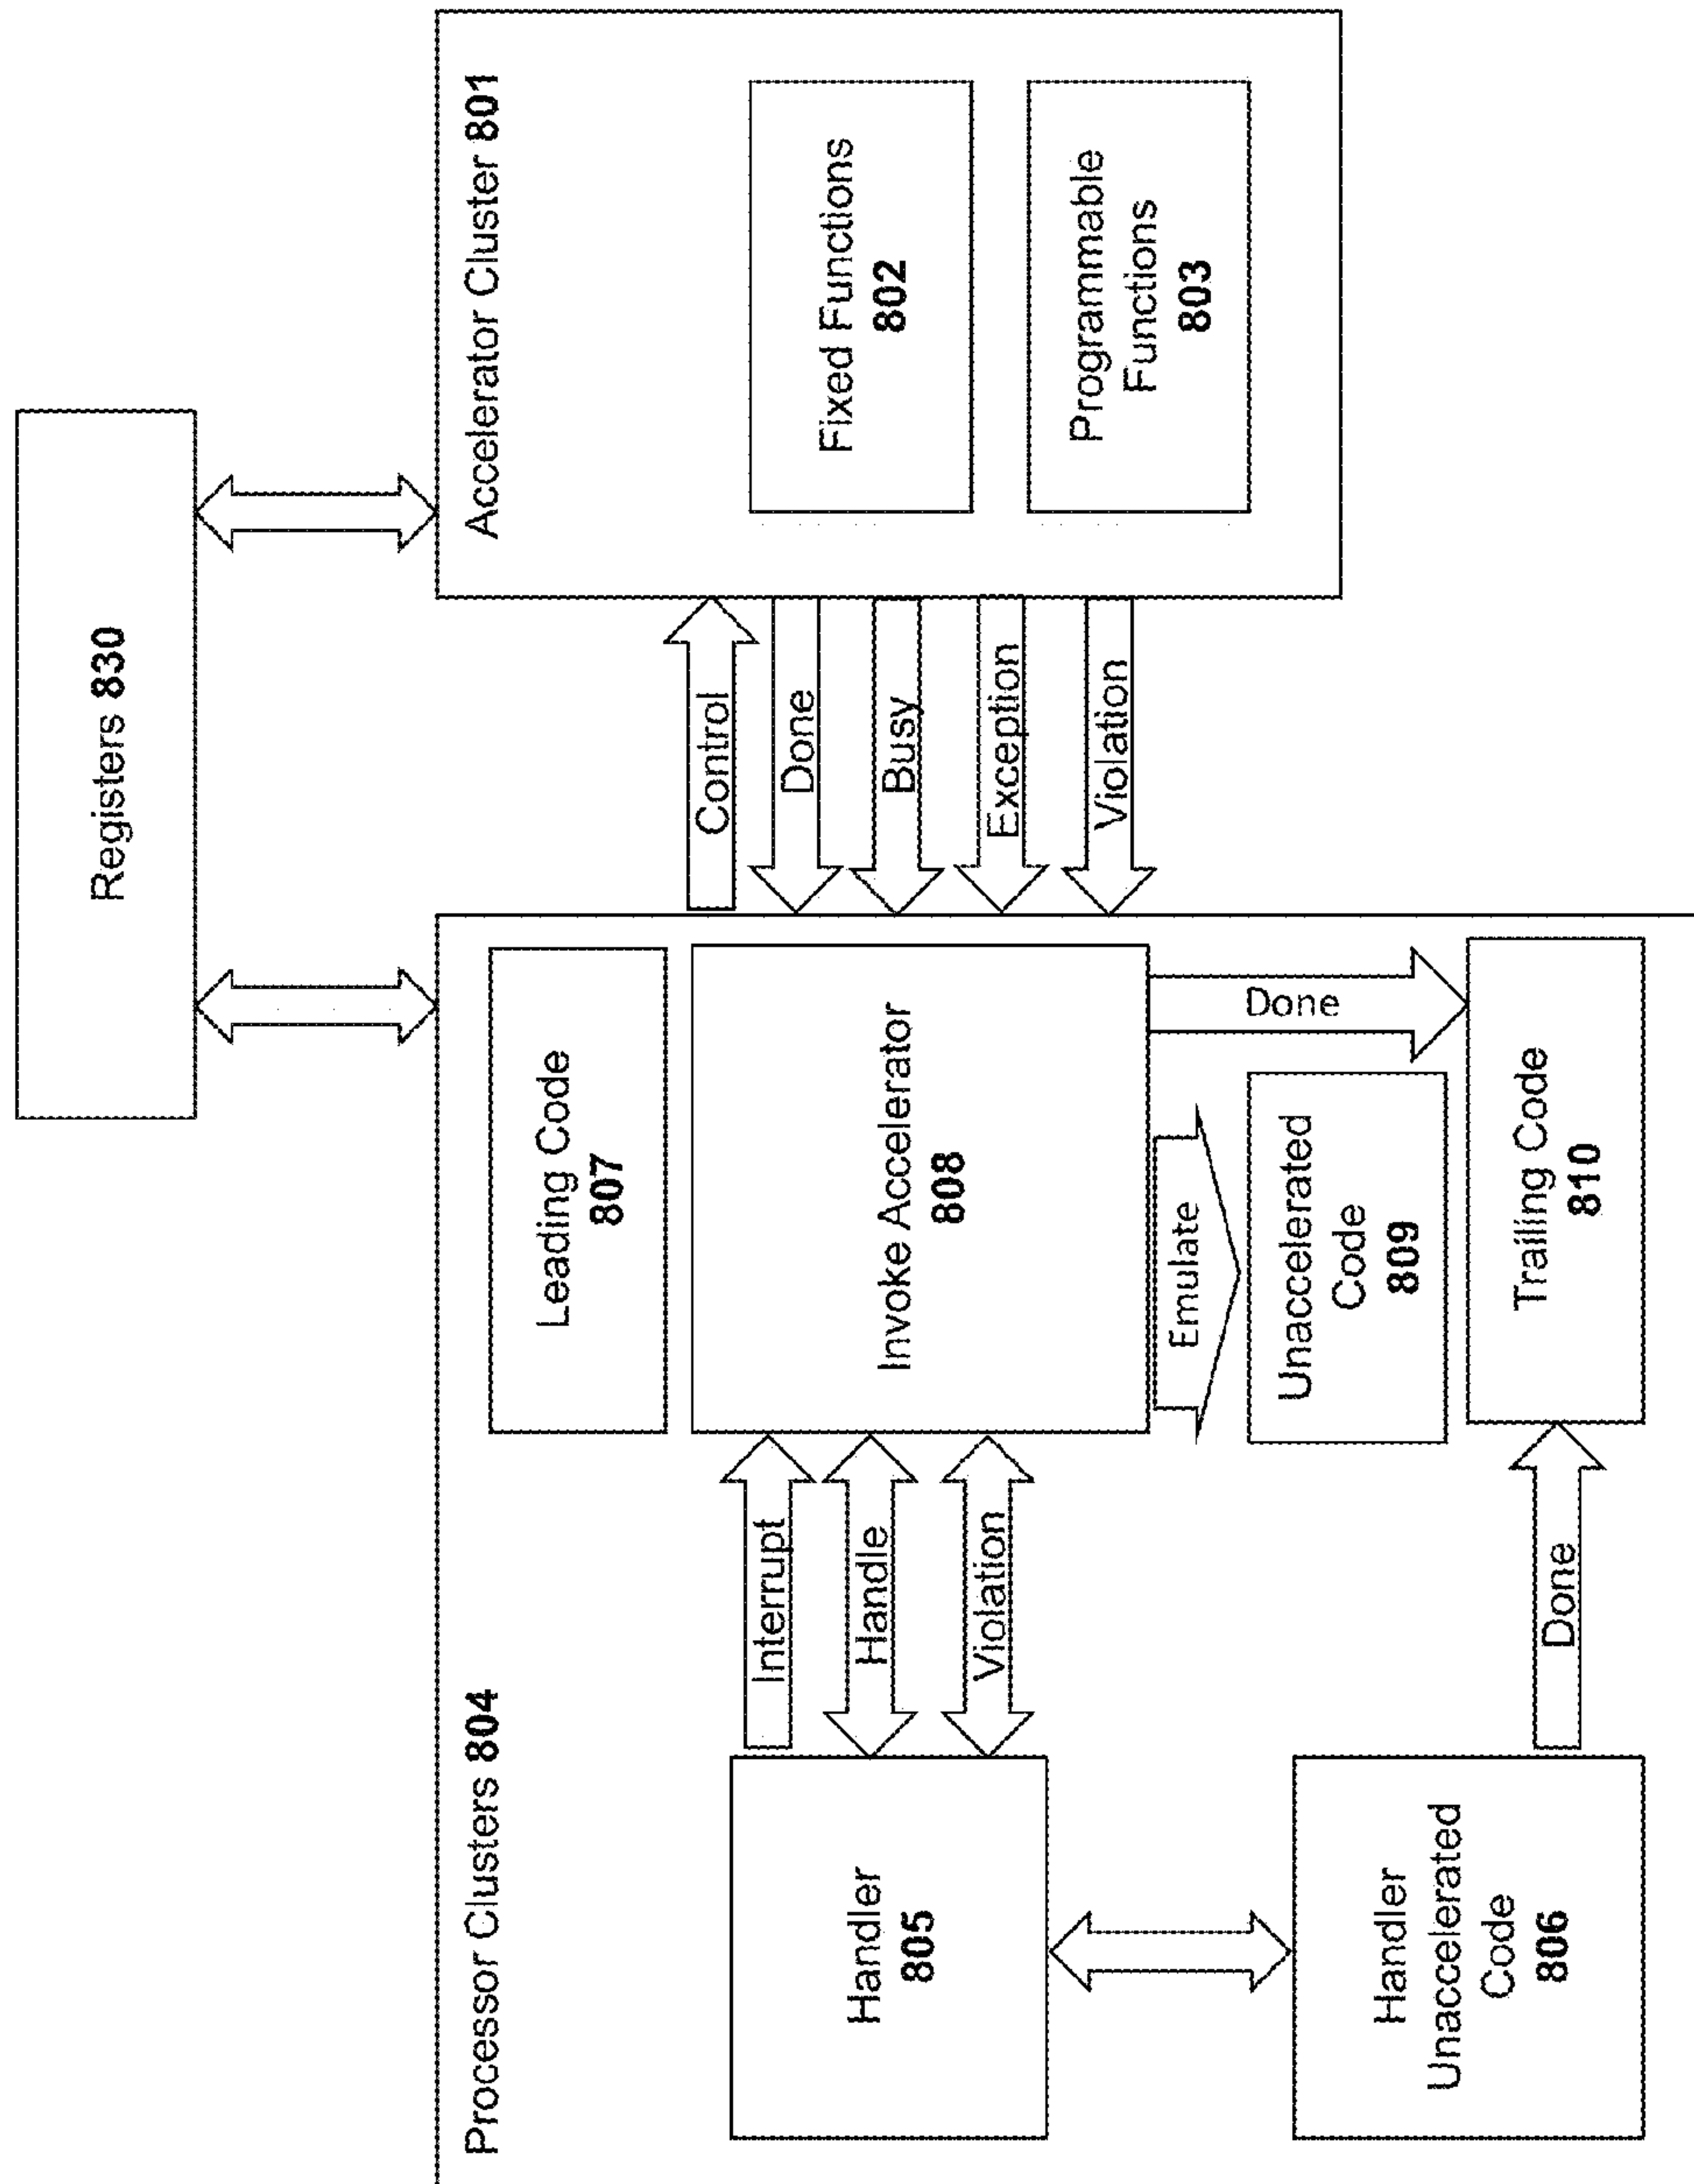 Registers 830
Processor Clusters 804
Accelerator Cluster 801
Leading Code
807
Handler
805
Interrupt
Handle
Violation
Invoke Accelerator
808
Control
Done
Busy
Exception
Violation
Fixed Functions
802
Programmable
Functions
803
Emulate
Done
Unaccelerated
Code
809
Handler
Unaccelerated
Code
806
Done
Trailing Code
810